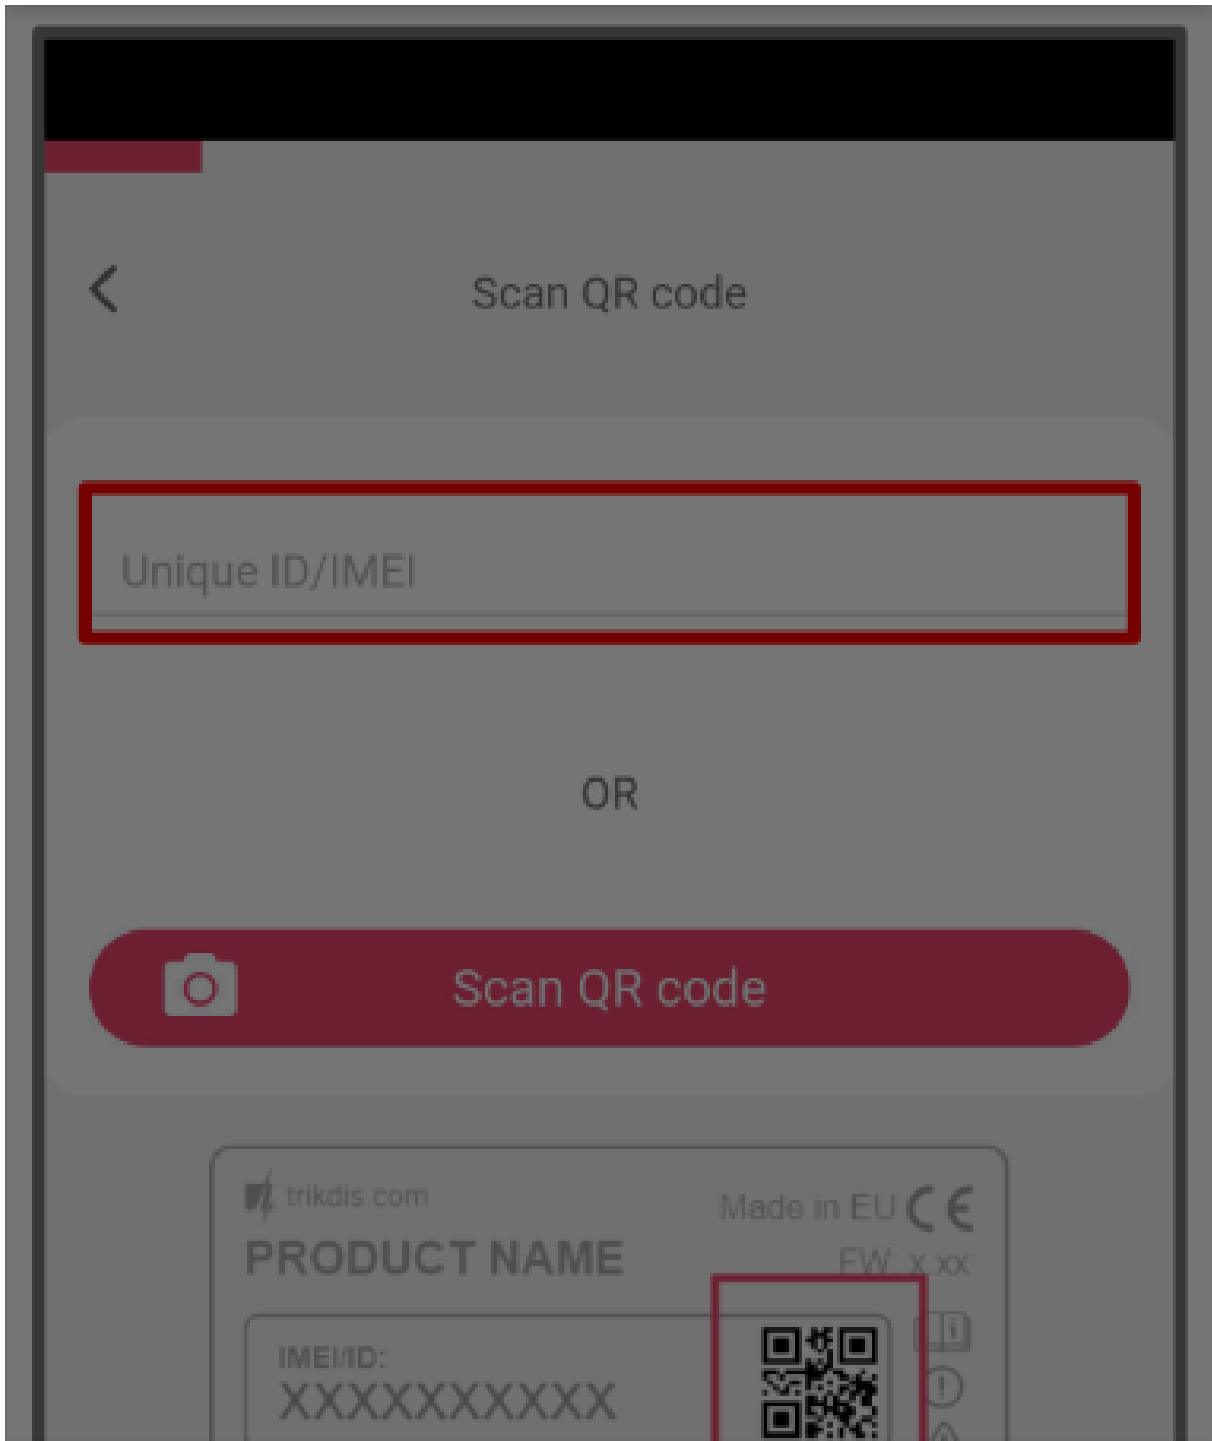 Scan QR code
Unique ID/IMEI
OR
Scan QR code
trikdis.com
Made in EU CE
PRODUCT NAME
FW: x.xx
IMEI/ID:
XXXXXXXXXX